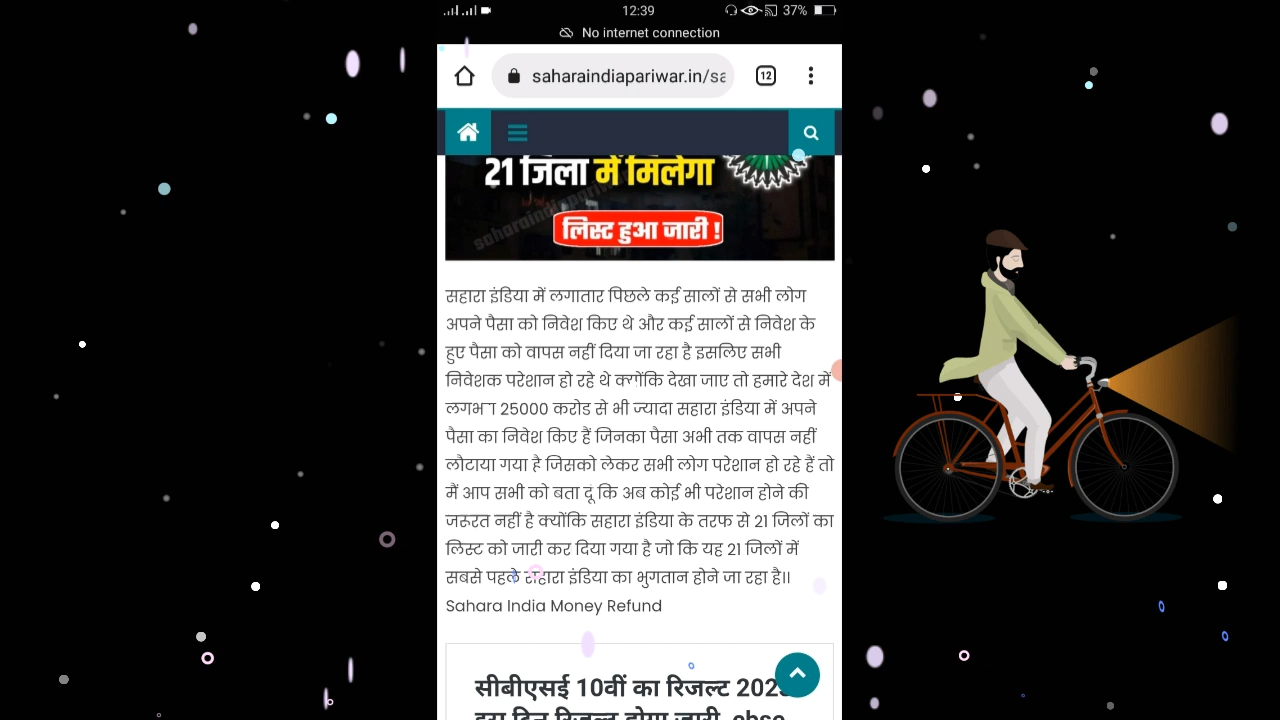 12:39
37%
No internet connection
saharaindiapariwar.in/sa
12
21 जिला में मिलेगा
लिस्ट हुआ जारी !
सहारा इंडिया में लगातार पिछले कई सालों से सभी लोग
अपने पैसा को निवेश किए थे और कई सालों से निवेश के
हुए पैसा को वापस नहीं दिया जा रहा है इसलिए सभी
निवेशक परेशान हो रहे थे क्योंकि देखा जाए तो हमारे देश में
25000 करोड से भी ज्यादा सहारा इंडिया में अपने
पैसा का निवेश किए हैं जिनका पैसा अभी तक वापस नहीं
लौटाया गया है जिसको लेकर सभी लोग परेशान हो रहे हैं तो
मैं आप सभी को बता दूं कि अब कोई भी परेशान होने की
जरूरत नहीं है क्योंकि सहारा इंडिया के तरफ से 21 जिलों का
लिस्ट को जारी कर दिया गया है जो कि यह 21 जिलों में
सबसे इंडिया का भुगतान होने जा रहा है।।
Sahara India Money Refund
सीबीएसई 10वीं का रिजल्ट